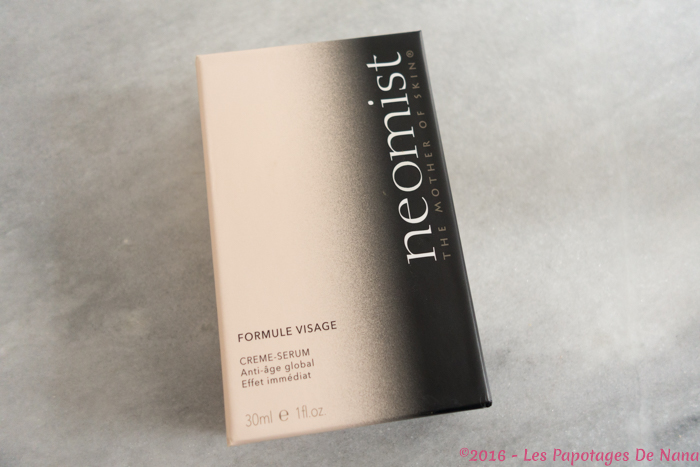 néomist
THE MOTHER OF SKIN®
FORMULE VISAGE
CREME-SERUM
Anti-âge global
Effet immédiat
30ml ℮ 1fl.oz.
©2016 - Les Papotages De Nana